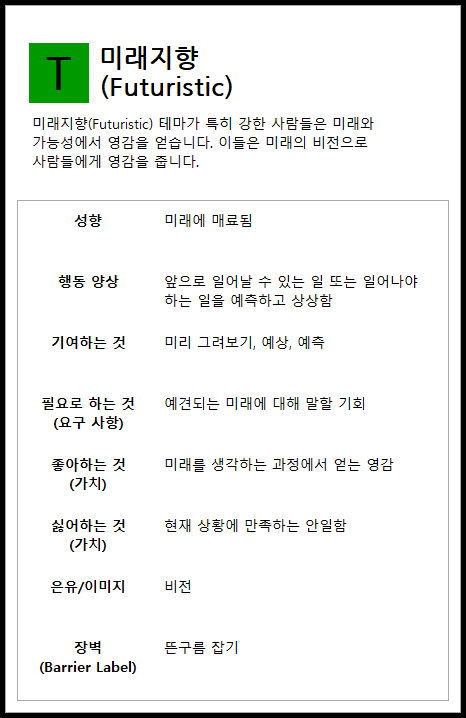 T
미래지향
(Futuristic)
미래지향(Futuristic) 테마가 특히 강한 사람들은 미래와
가능성에서 영감을 얻습니다. 이들은 미래의 비전으로
사람들에게 영감을 줍니다.
성향 미래에 매료됨
행동 양상 앞으로 일어날 수 있는 일 또는 일어나야
하는 일을 예측하고 상상함
기여하는 것 미리 그려보기, 예상, 예측
필요로 하는 것 예견되는 미래에 대해 말할 기회
(요구 사항)
좋아하는 것 미래를 생각하는 과정에서 얻는 영감
(가치)
싫어하는 것 현재 상황에 만족하는 안일함
(가치)
은유/이미지 비전
장벽 뜬구름 잡기
(Barrier Label)